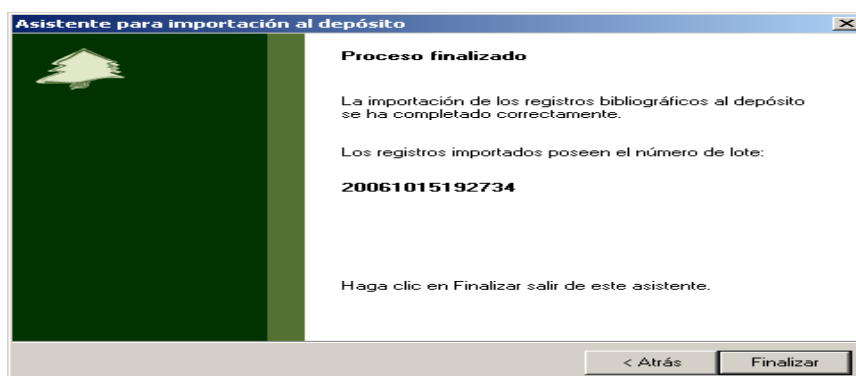 Asistente para importación al depósito
Proceso finalizado
La importación de los registros bibliográficos al depósito
se ha completado correctamente.
Los registros importados poseen el número de lote:
20061015192734
Haga clic en Finalizar salir de este asistente.
< Atrás
Finalizar